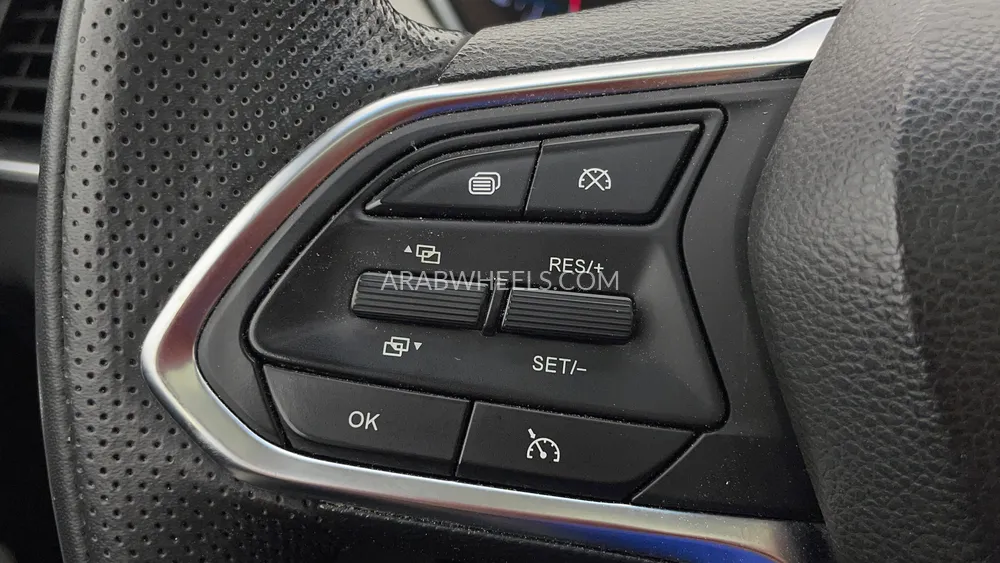 RES/+
ARABWHEELS.COM
SET/–
OK